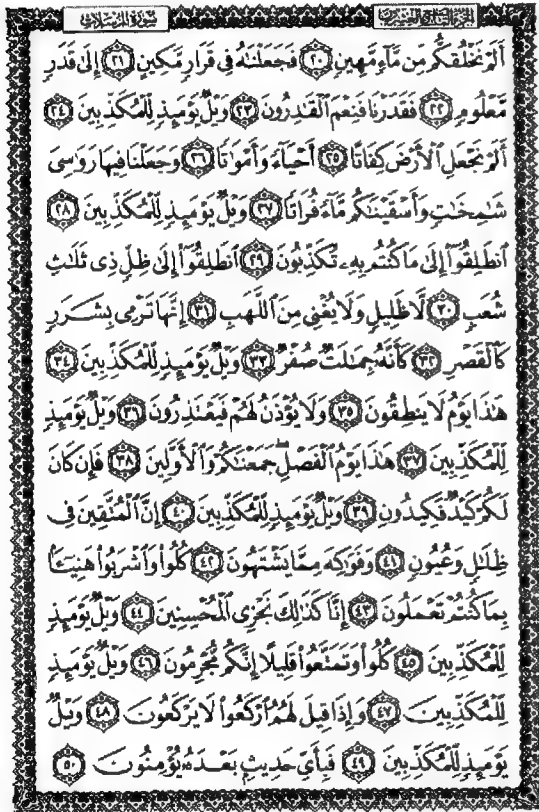 الجزء التاسع والعشرون
سورة المرسلات
أَلَمْ نَخْلُقكُّم مِّن مَّآءٍ مَّهِينٍ ٢٠ فَجَعَلْنَٰهُ فِى قَرَارٍ مَّكِينٍ ٢١ إِلَىٰ قَدَرٍ
مَّعْلُومٍ ٢٢ فَقَدَرْنَا فَنِعْمَ ٱلْقَٰدِرُونَ ٢٣ وَيْلٌ يَوْمَئِذٍ لِّلْمُكَذِّبِينَ ٢٤
أَلَمْ نَجْعَلِ ٱلْأَرْضَ كِفَاتًا ٢٥ أَحْيَآءً وَأَمْوَٰتًا ٢٦ وَجَعَلْنَا فِيهَا رَوَٰسِىَ
شَٰمِخَٰتٍ وَأَسْقَيْنَٰكُم مَّآءً فُرَاتًا ٢٧ وَيْلٌ يَوْمَئِذٍ لِّلْمُكَذِّبِينَ ٢٨
ٱنطَلِقُوٓا۟ إِلَىٰ مَا كُنتُم بِهِۦ تُكَذِّبُونَ ٢٩ ٱنطَلِقُوٓا۟ إِلَىٰ ظِلٍّ ذِى ثَلَٰثِ
شُعَبٍ ٣٠ لَّا ظَلِيلٍ وَلَا يُغْنِى مِنَ ٱللَّهَبِ ٣١ إِنَّهَا تَرْمِى بِشَرَرٍ
كَٱلْقَصْرِ ٣٢ كَأَنَّهُۥ جِمَٰلَتٌ صُفْرٌ ٣٣ وَيْلٌ يَوْمَئِذٍ لِّلْمُكَذِّبِينَ ٣٤
هَٰذَا يَوْمُ لَا يَنطِقُونَ ٣٥ وَلَا يُؤْذَنُ لَهُمْ فَيَعْتَذِرُونَ ٣٦ وَيْلٌ يَوْمَئِذٍ
لِّلْمُكَذِّبِينَ ٣٧ هَٰذَا يَوْمُ ٱلْفَصْلِ ۖ جَمَعْنَٰكُمْ وَٱلْأَوَّلِينَ ٣٨ فَإِن كَانَ
لَكُمْ كَيْدٌ فَكِيدُونِ ٣٩ وَيْلٌ يَوْمَئِذٍ لِّلْمُكَذِّبِينَ ٤٠ إِنَّ ٱلْمُتَّقِينَ فِى
ظِلَٰلٍ وَعُيُونٍ ٤١ وَفَوَٰكِهَ مِمَّا يَشْتَهُونَ ٤٢ كُلُوا۟ وَٱشْرَبُوا۟ هَنِيٓـًٔۢا
بِمَا كُنتُمْ تَعْمَلُونَ ٤٣ إِنَّا كَذَٰلِكَ نَجْزِى ٱلْمُحْسِنِينَ ٤٤ وَيْلٌ يَوْمَئِذٍ
لِّلْمُكَذِّبِينَ ٤٥ كُلُوا۟ وَتَمَتَّعُوا۟ قَلِيلًا إِنَّكُم مُّجْرِمُونَ ٤٦ وَيْلٌ يَوْمَئِذٍ
لِّلْمُكَذِّبِينَ ٤٧ وَإِذَا قِيلَ لَهُمُ ٱرْكَعُوا۟ لَا يَرْكَعُونَ ٤٨ وَيْلٌ
يَوْمَئِذٍ لِّلْمُكَذِّبِينَ ٤٩ فَبِأَىِّ حَدِيثٍۭ بَعْدَهُۥ يُؤْمِنُونَ ٥٠